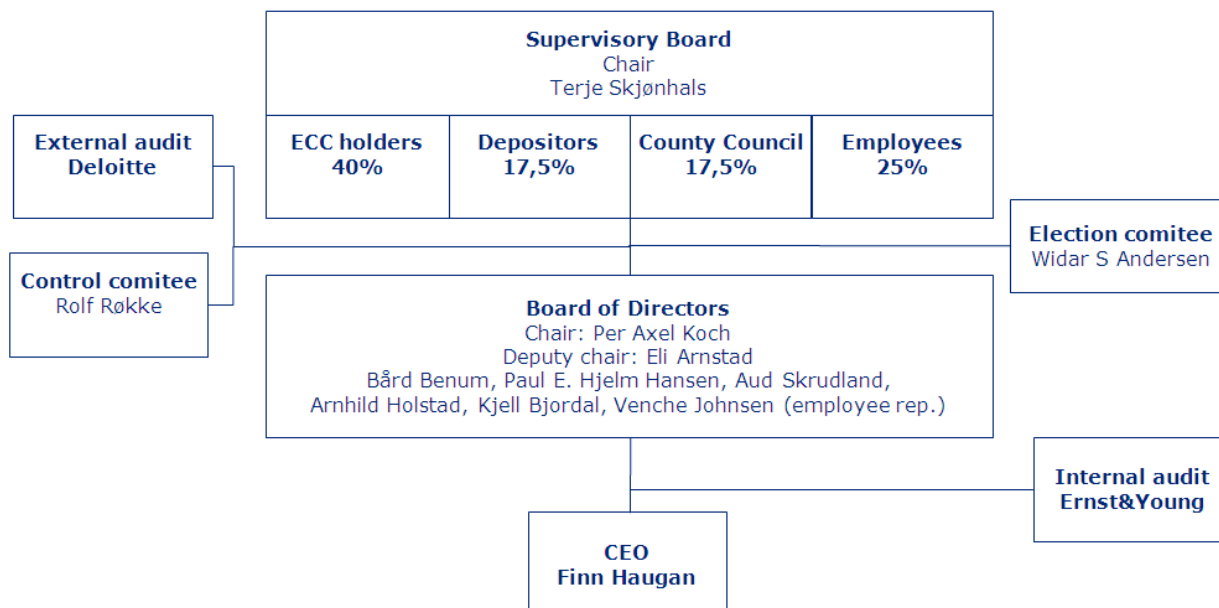 Supervisory Board
Chair
Terje Skjønhals
External audit
Deloitte
ECC holders
40%
Depositors
17,5%
County Council
17,5%
Employees
25%
Election comitee
Widar S Andersen
Control comitee
Rolf Røkke
Board of Directors
Chair: Per Axel Koch
Deputy chair: Eli Arnstad
Bård Benum, Paul E. Hjelm Hansen, Aud Skrudland,
Arnhild Holstad, Kjell Bjordal, Venche Johnsen (employee rep.)
Internal audit
Ernst&Young
CEO
Finn Haugan